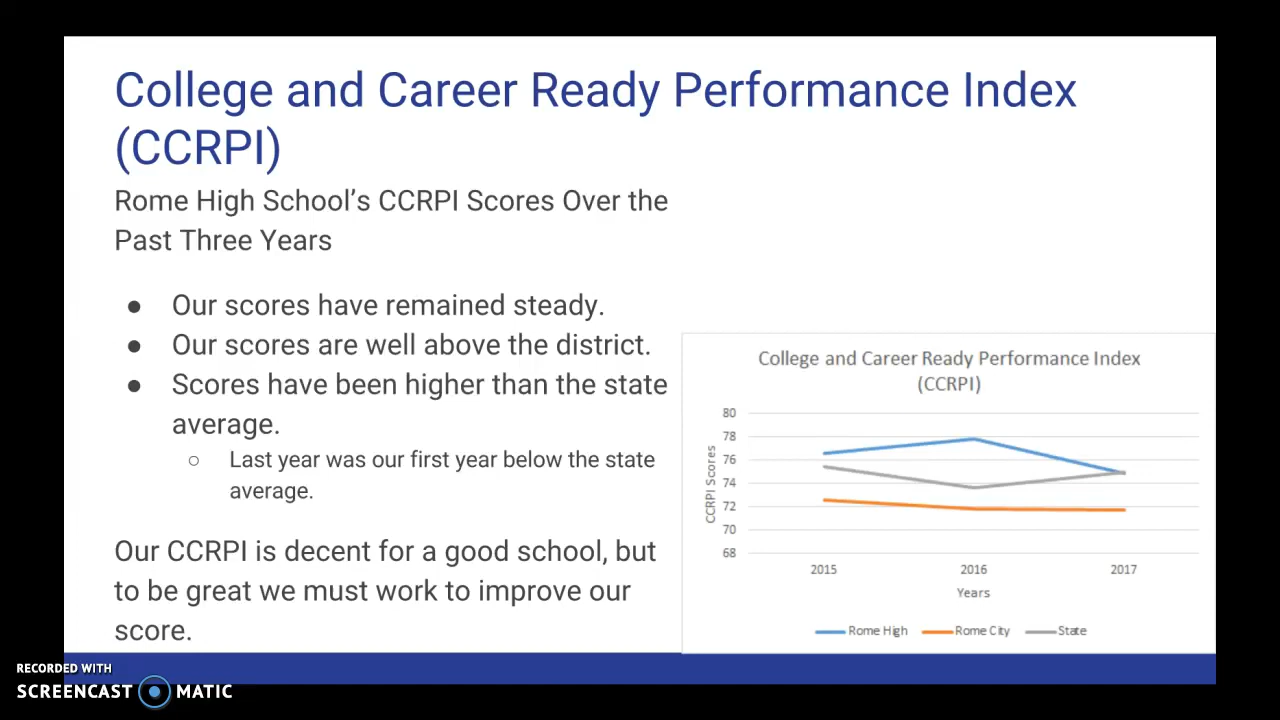 College and Career Ready Performance Index
(CCRPI)
Rome High School’s CCRPI Scores Over the
Past Three Years
● Our scores have remained steady.
● Our scores are well above the district.
● Scores have been higher than the state
average.
○ Last year was our first year below the state
average.
Our CCRPI is decent for a good school, but
to be great we must work to improve our
score.
College and Career Ready Performance Index
(CCRPI)
CCRPI Scores
80
78
76
74
72
70
68
2015 2016 2017
Years
Rome High Rome City State
RECORDED WITH
SCREENCAST MATIC